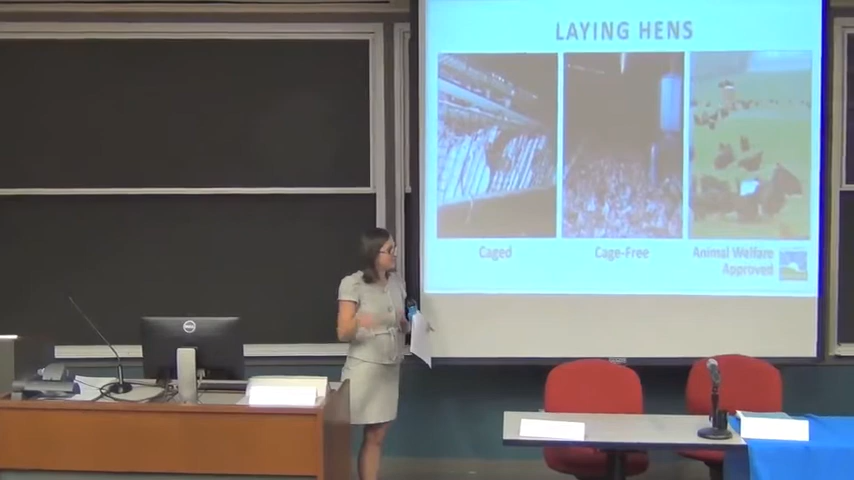 LAYING HENS
Caged
Cage-Free
Animal Welfare
Approved
DELL